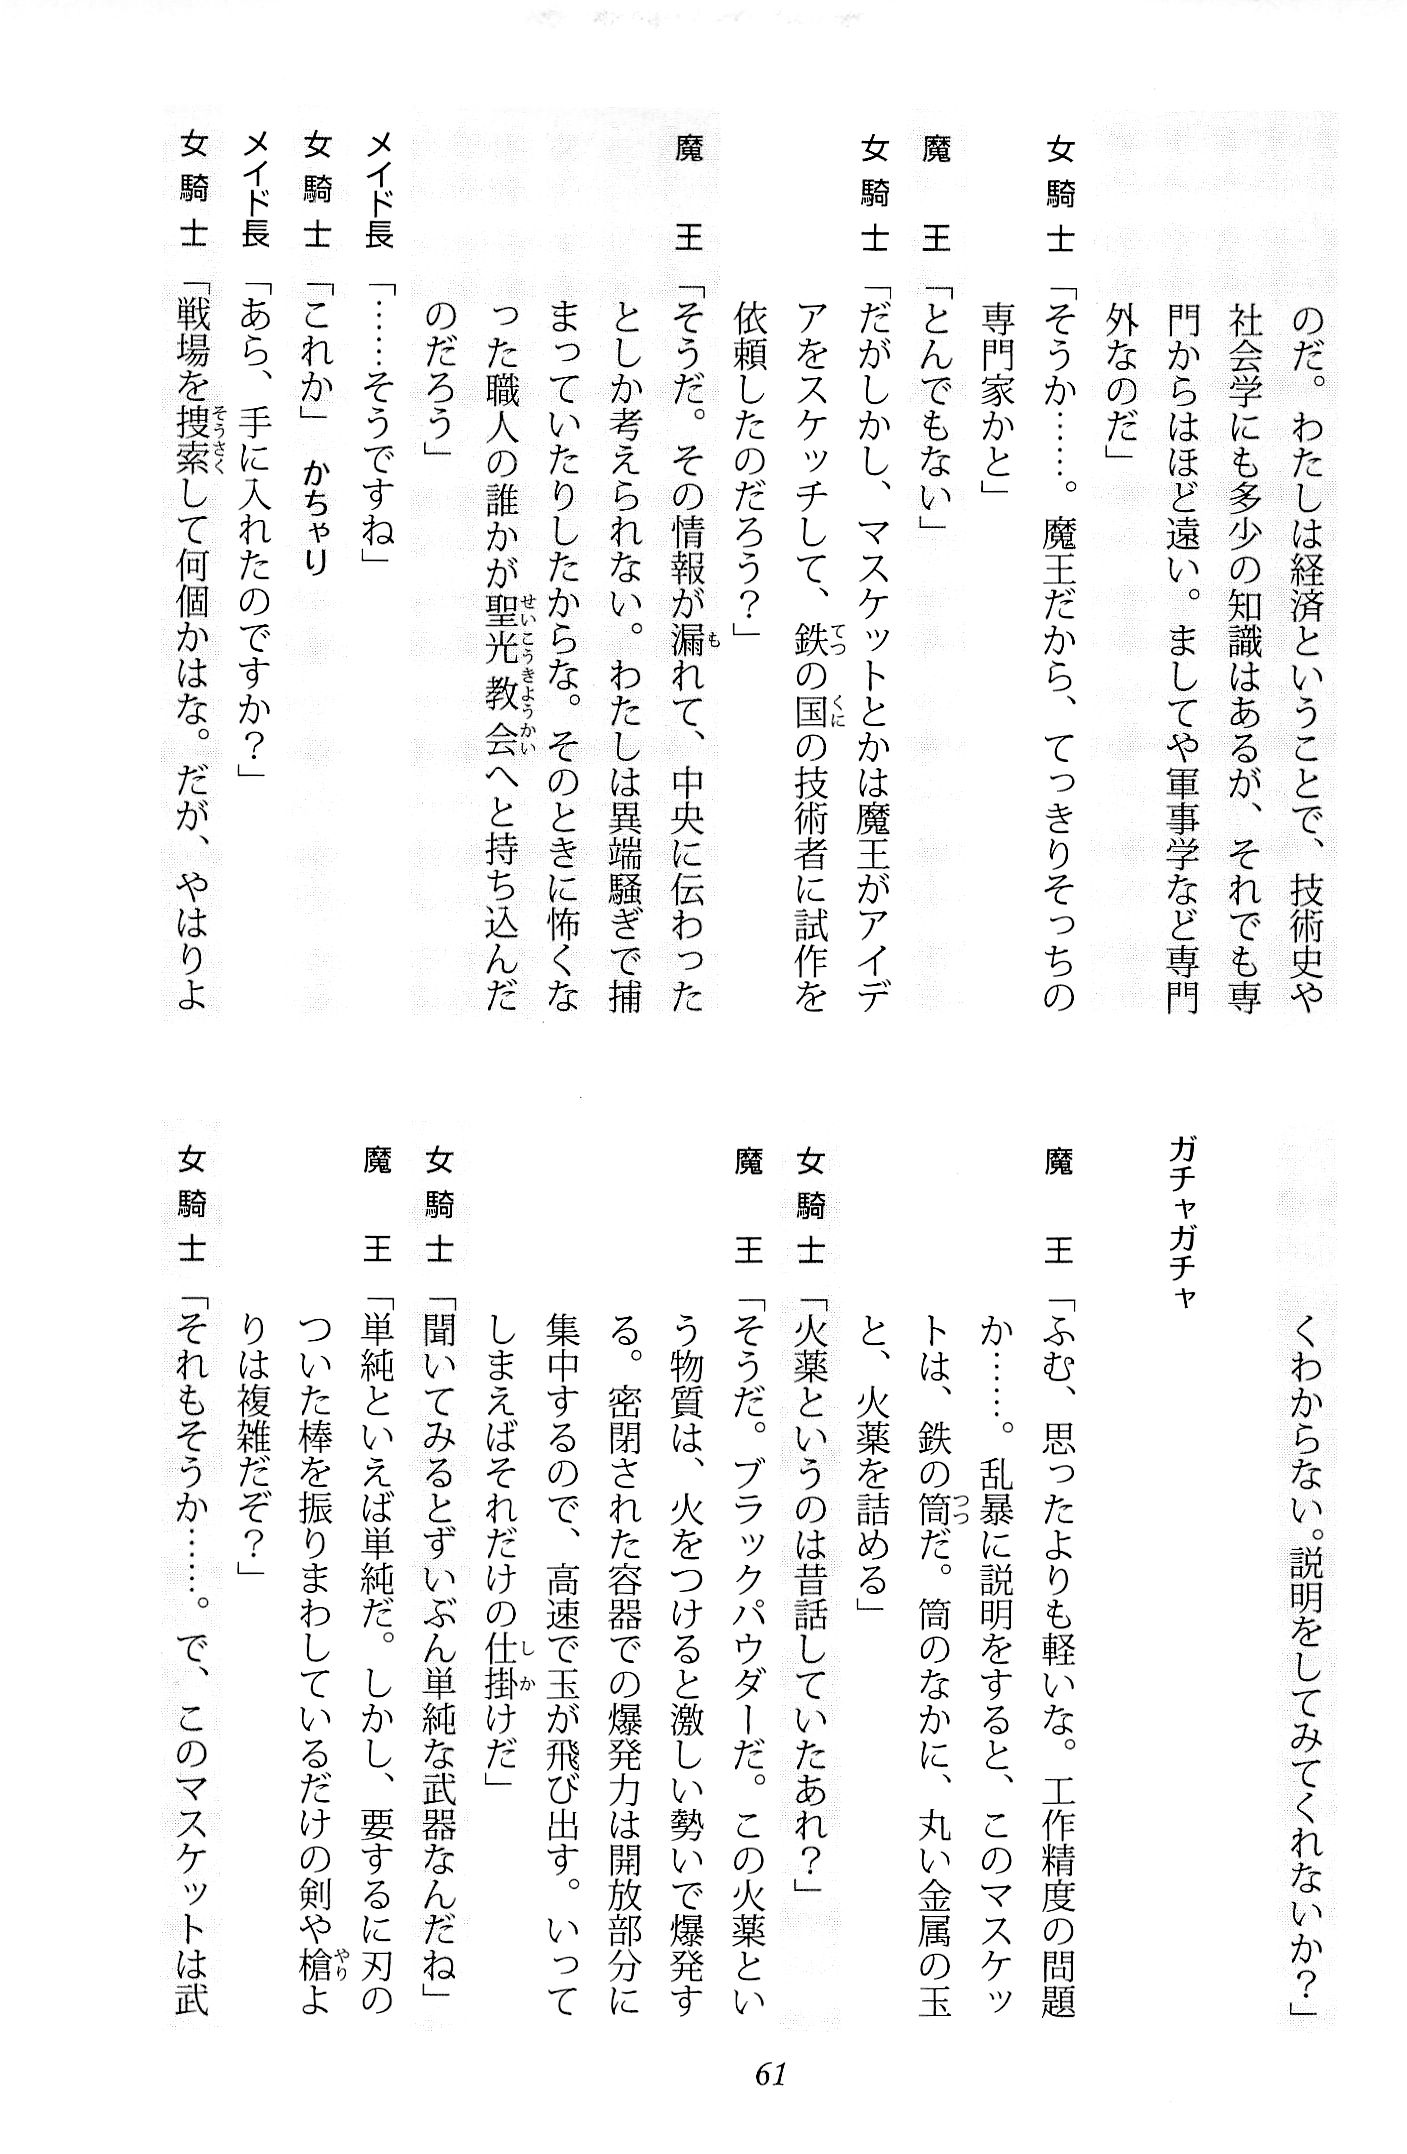 のだ。わたしは経済ということで、技術史や
社会学にも多少の知識はあるが、それでも専
門からはほど遠い。ましてや軍事学など専門
外なのだ」
女騎士「そうか……。魔王だから、てっきりそっちの
専門家かと」
魔王「とんでもない」
女騎士「だがしかし、マスケットとかは魔王がアイデ
アをスケッチして、鉄の国の技術者に試作を
依頼したのだろう？」
魔王「そうだ。その情報が漏れて、中央に伝わった
としか考えられない。わたしは異端騒ぎで捕
まっていたりしたからな。そのときに怖くな
った職人の誰かが聖光教会へと持ち込んだ
のだろう」
メイド長「……そうですね」
女騎士「これか」かちゃり
メイド長「あら、手に入れたのですか？」
女騎士「戦場を捜索して何個かはな。だが、やはりよ
くわからない。説明をしてみてくれないか？」
ガチャガチャ
魔王「ふむ、思ったよりも軽いな。工作精度の問題
か……。乱暴に説明をすると、このマスケッ
トは、鉄の筒だ。筒のなかに、丸い金属の玉
と、火薬を詰める」
女騎士「火薬というのは昔話していたあれ？」
魔王「そうだ。ブラックパウダーだ。この火薬とい
う物質は、火をつけると激しい勢いで爆発す
る。密閉された容器での爆発力は開放部分に
集中するので、高速で玉が飛び出す。いって
しまえばそれだけの仕掛けだ」
女騎士「聞いてみるとずいぶん単純な武器なんだね」
魔王「単純といえば単純だ。しかし、要するに刃の
ついた棒を振りまわしているだけの剣や槍よ
りは複雑だぞ？」
女騎士「それもそうか……。で、このマスケットは武
61